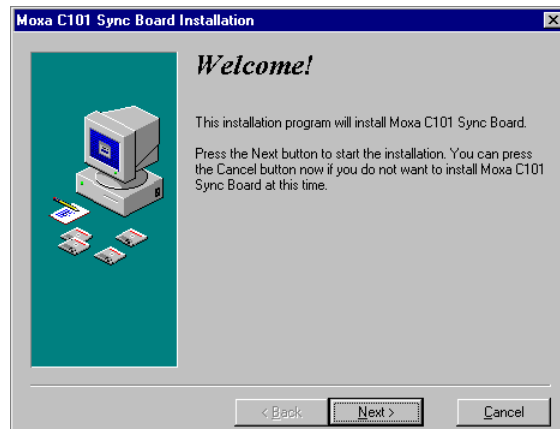 Moxa C101 Sync Board Installation
Welcome!
This installation program will install Moxa C101 Sync Board.
Press the Next button to start the installation. You can press
the Cancel button now if you do not want to install Moxa C101
Sync Board at this time.
< Back
Next >
Cancel